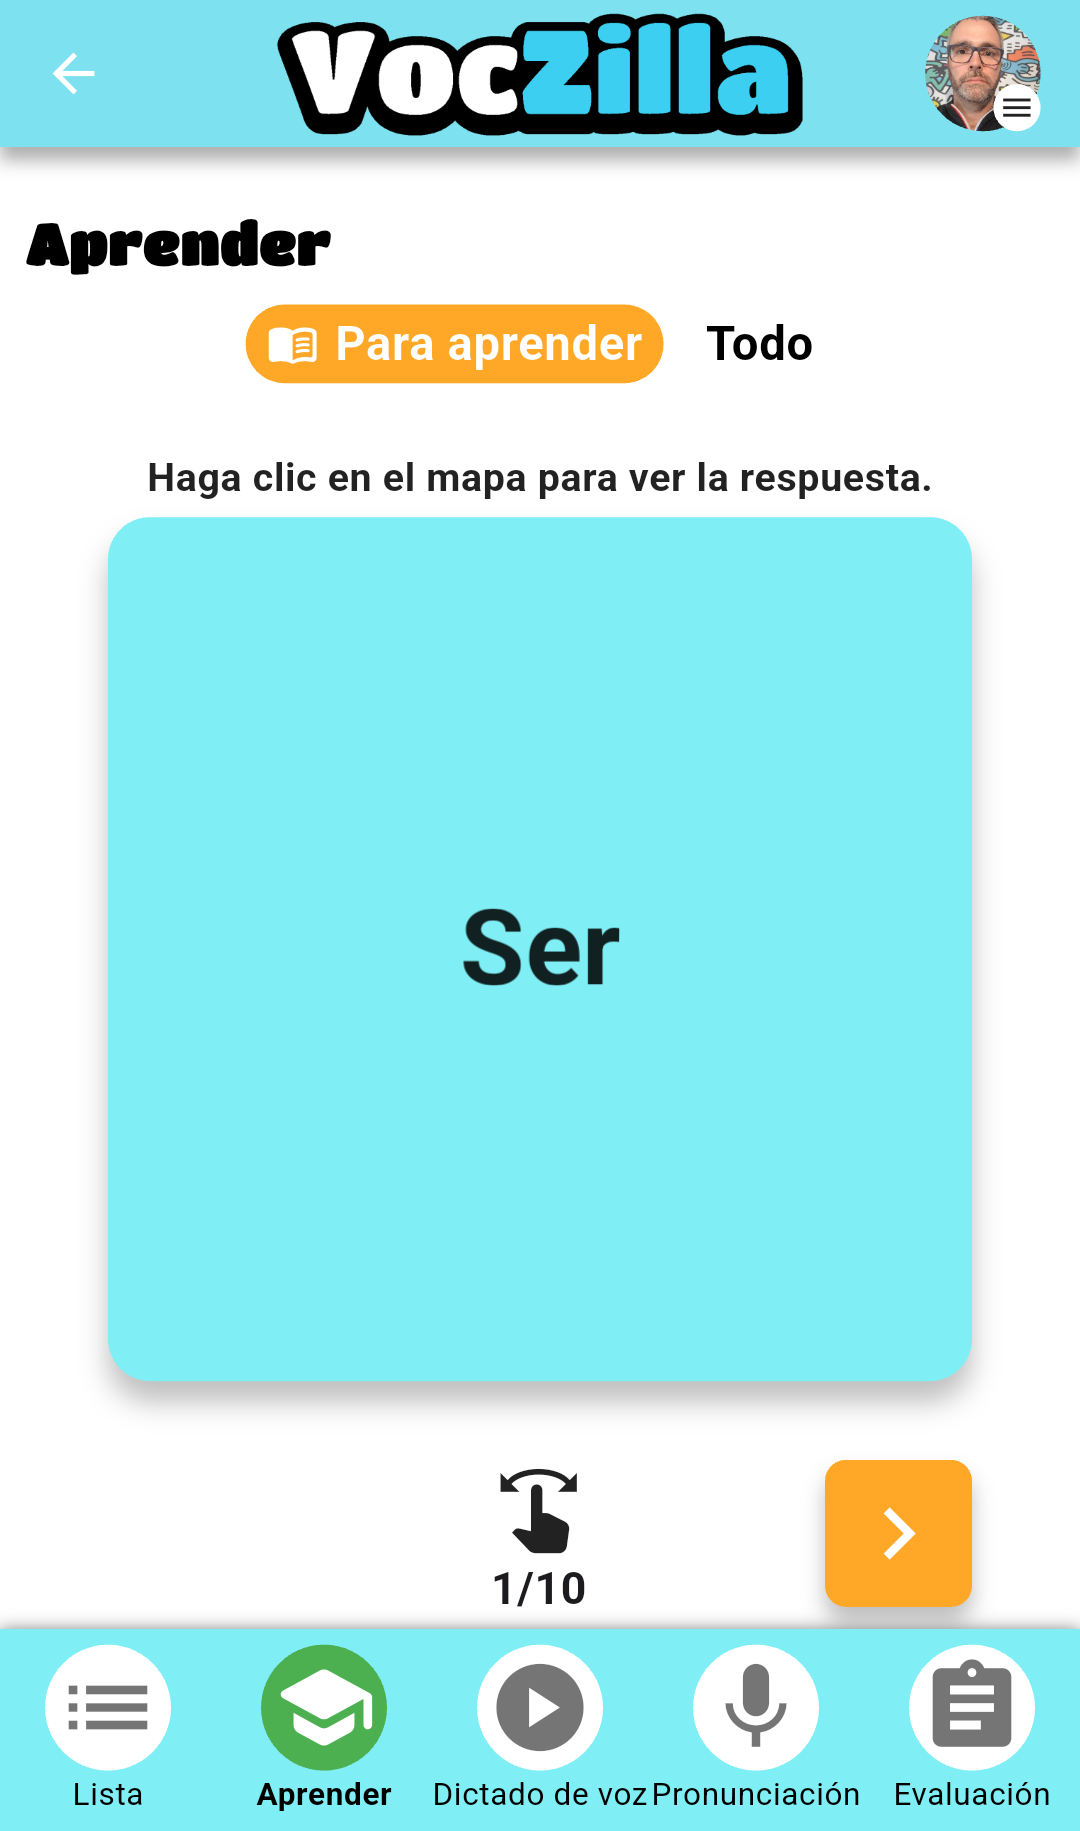 VocZilla
Aprender
Para aprender Todo
Haga clic en el mapa para ver la respuesta.
Ser
1/10
Lista Aprender Dictado de voz Pronunciación Evaluación